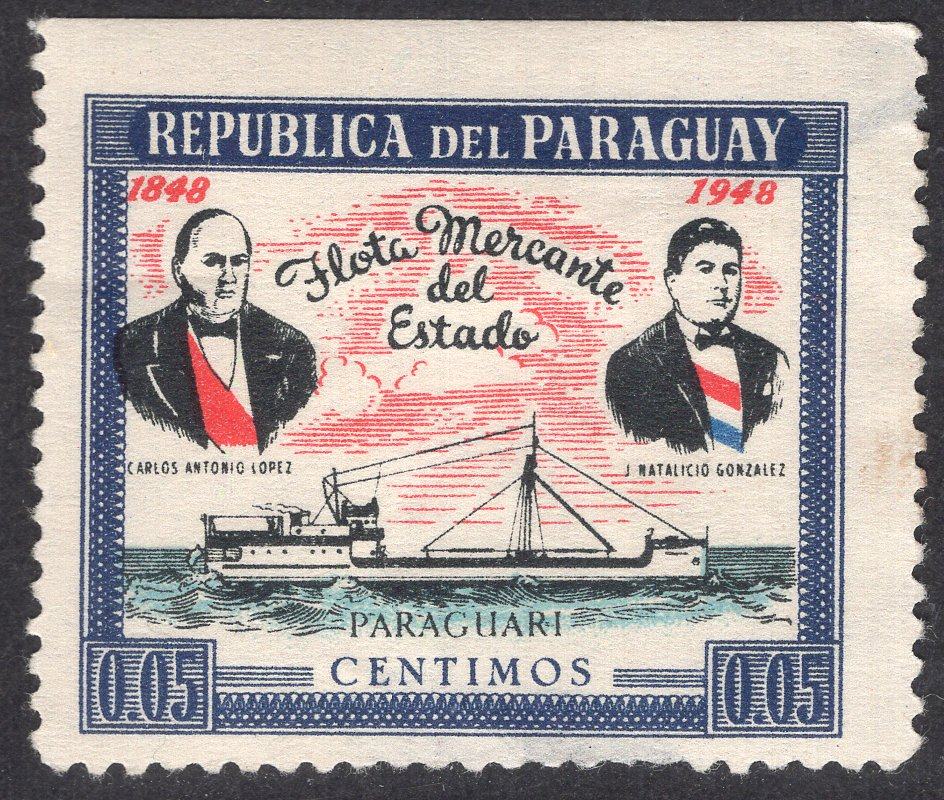 REPUBLICA DEL PARAGUAY
1848
1948
Flota Mercante
del
Estado
CARLOS ANTONIO LOPEZ
J NATALICIO GONZALEZ
PARAGUARI
0.05 CENTIMOS 0.05